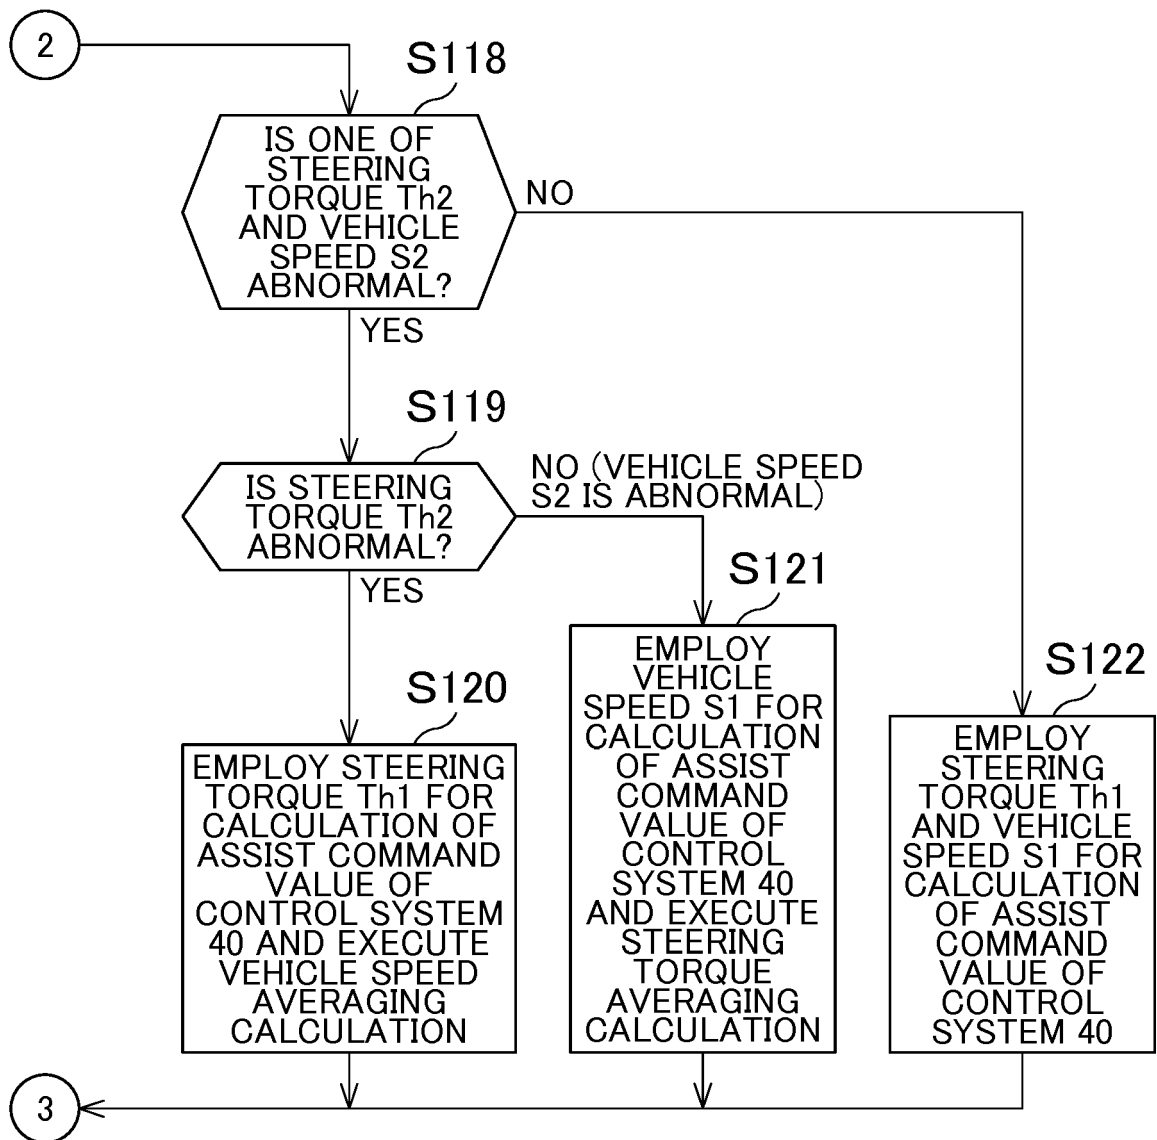 2
S118
IS ONE OF
STEERING
TORQUE Th2
AND VEHICLE
SPEED S2
ABNORMAL?
NO
YES
S119
IS STEERING
TORQUE Th2
ABNORMAL?
NO (VEHICLE SPEED
S2 IS ABNORMAL)
YES
S120
EMPLOY STEERING
TORQUE Th1 FOR
CALCULATION OF
ASSIST COMMAND
VALUE OF
CONTROL SYSTEM
40 AND EXECUTE
VEHICLE SPEED
AVERAGING
CALCULATION
S121
EMPLOY
VEHICLE
SPEED S1 FOR
CALCULATION
OF ASSIST
COMMAND
VALUE OF
CONTROL
SYSTEM 40
AND EXECUTE
STEERING
TORQUE
AVERAGING
CALCULATION
S122
EMPLOY
STEERING
TORQUE Th1
AND VEHICLE
SPEED S1 FOR
CALCULATION
OF ASSIST
COMMAND
VALUE OF
CONTROL
SYSTEM 40
3